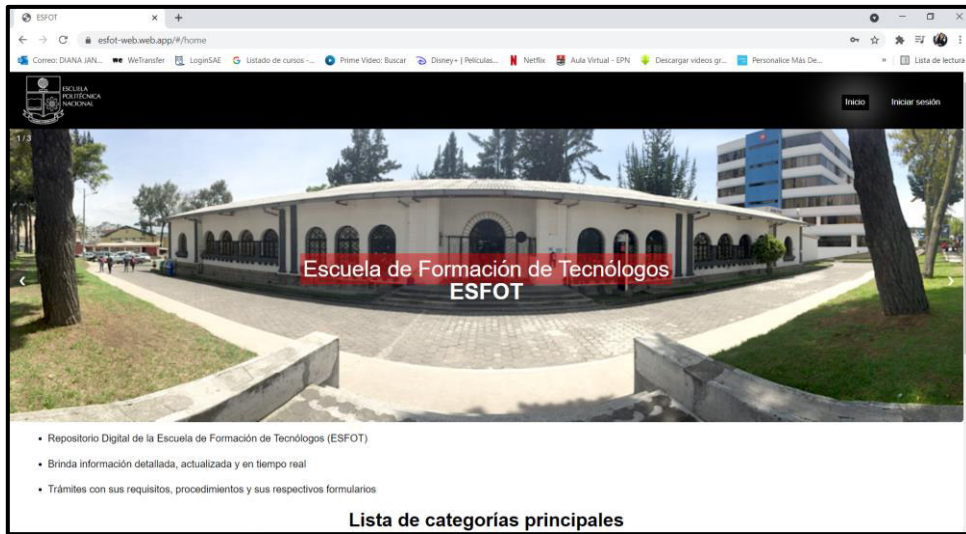 ESFOT
esfot-web.web.app/#/home
Correo: DIANA JAN...
WeTransfer
LoginSAE
Listado de cursos -...
Prime Video: Buscar
Disney+ | Películas...
Netflix
Aula Virtual - EPN
Descargar videos gr...
Personalice Más De...
»
Lista de lectura
ESCUELA
POLITÉCNICA
NACIONAL
Inicio
Iniciar sesión
1 / 3
Escuela de Formación de Tecnólogos
ESFOT
• Repositorio Digital de la Escuela de Formación de Tecnólogos (ESFOT)
• Brinda información detallada, actualizada y en tiempo real
• Trámites con sus requisitos, procedimientos y sus respectivos formularios
Lista de categorías principales